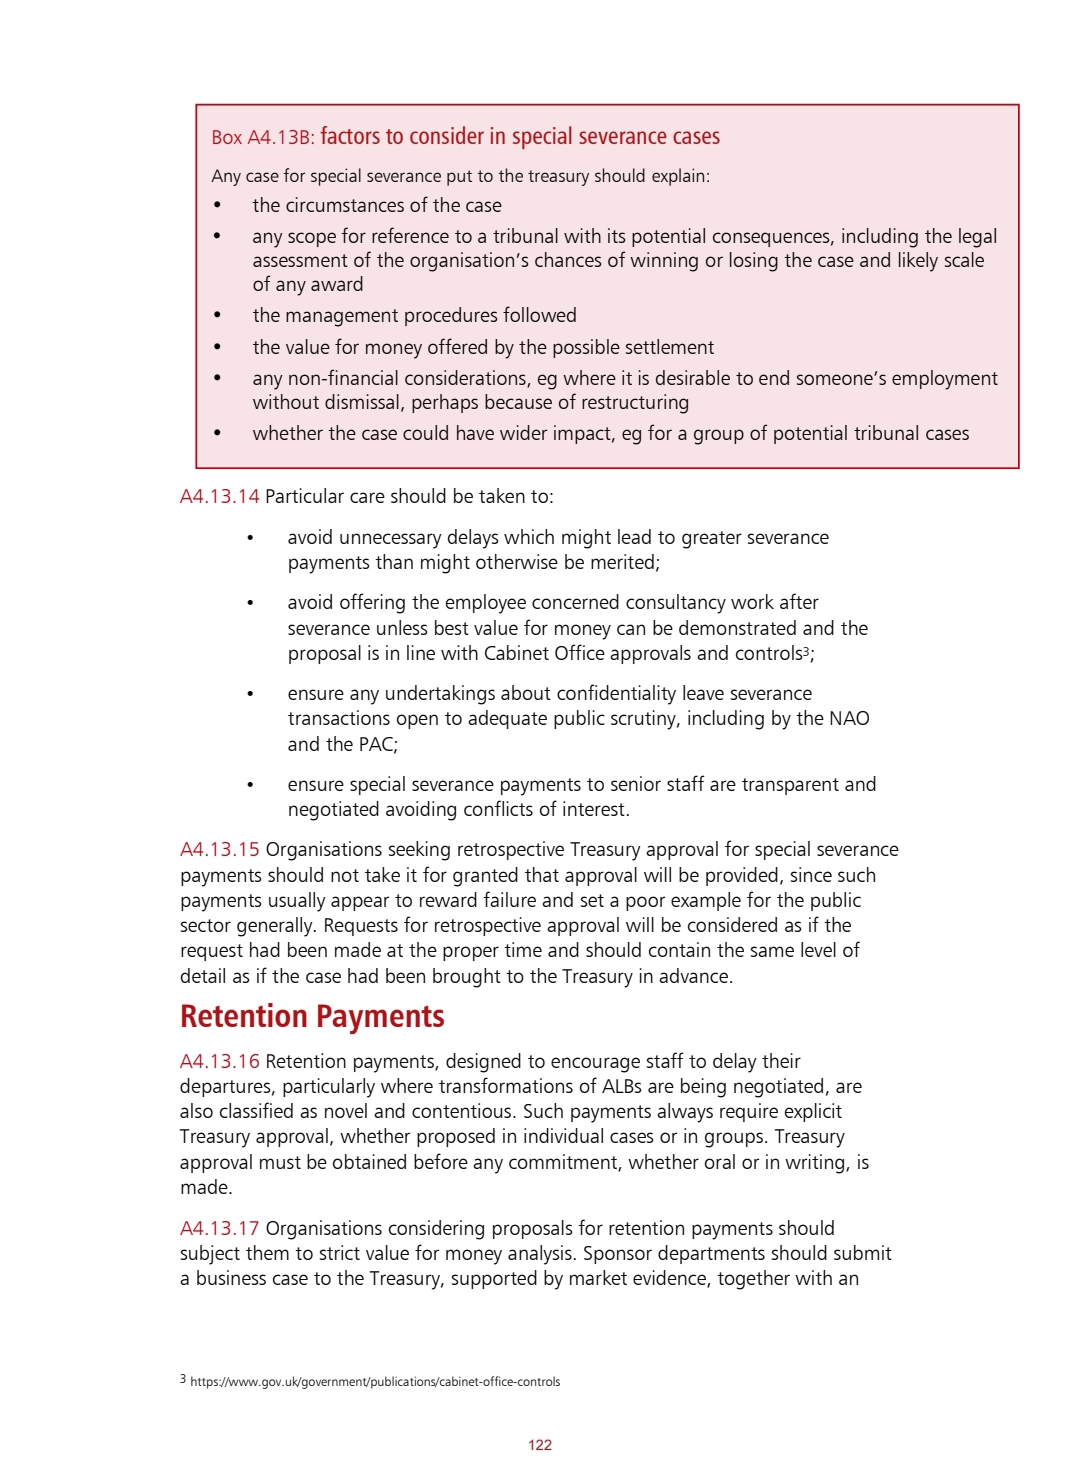 Box A4.13B: factors to consider in special severance cases
Any case for special severance put to the treasury should explain:
• the circumstances of the case
• any scope for reference to a tribunal with its potential consequences, including the legal
assessment of the organisation’s chances of winning or losing the case and likely scale
of any award
• the management procedures followed
• the value for money offered by the possible settlement
• any non-financial considerations, eg where it is desirable to end someone’s employment
without dismissal, perhaps because of restructuring
• whether the case could have wider impact, eg for a group of potential tribunal cases
A4.13.14 Particular care should be taken to:
• avoid unnecessary delays which might lead to greater severance
payments than might otherwise be merited;
• avoid offering the employee concerned consultancy work after
severance unless best value for money can be demonstrated and the
proposal is in line with Cabinet Office approvals and controls3;
• ensure any undertakings about confidentiality leave severance
transactions open to adequate public scrutiny, including by the NAO
and the PAC;
• ensure special severance payments to senior staff are transparent and
negotiated avoiding conflicts of interest.
A4.13.15 Organisations seeking retrospective Treasury approval for special severance
payments should not take it for granted that approval will be provided, since such
payments usually appear to reward failure and set a poor example for the public
sector generally. Requests for retrospective approval will be considered as if the
request had been made at the proper time and should contain the same level of
detail as if the case had been brought to the Treasury in advance.
Retention Payments
A4.13.16 Retention payments, designed to encourage staff to delay their
departures, particularly where transformations of ALBs are being negotiated, are
also classified as novel and contentious. Such payments always require explicit
Treasury approval, whether proposed in individual cases or in groups. Treasury
approval must be obtained before any commitment, whether oral or in writing, is
made.
A4.13.17 Organisations considering proposals for retention payments should
subject them to strict value for money analysis. Sponsor departments should submit
a business case to the Treasury, supported by market evidence, together with an
3 https://www.gov.uk/government/publications/cabinet-office-controls
122